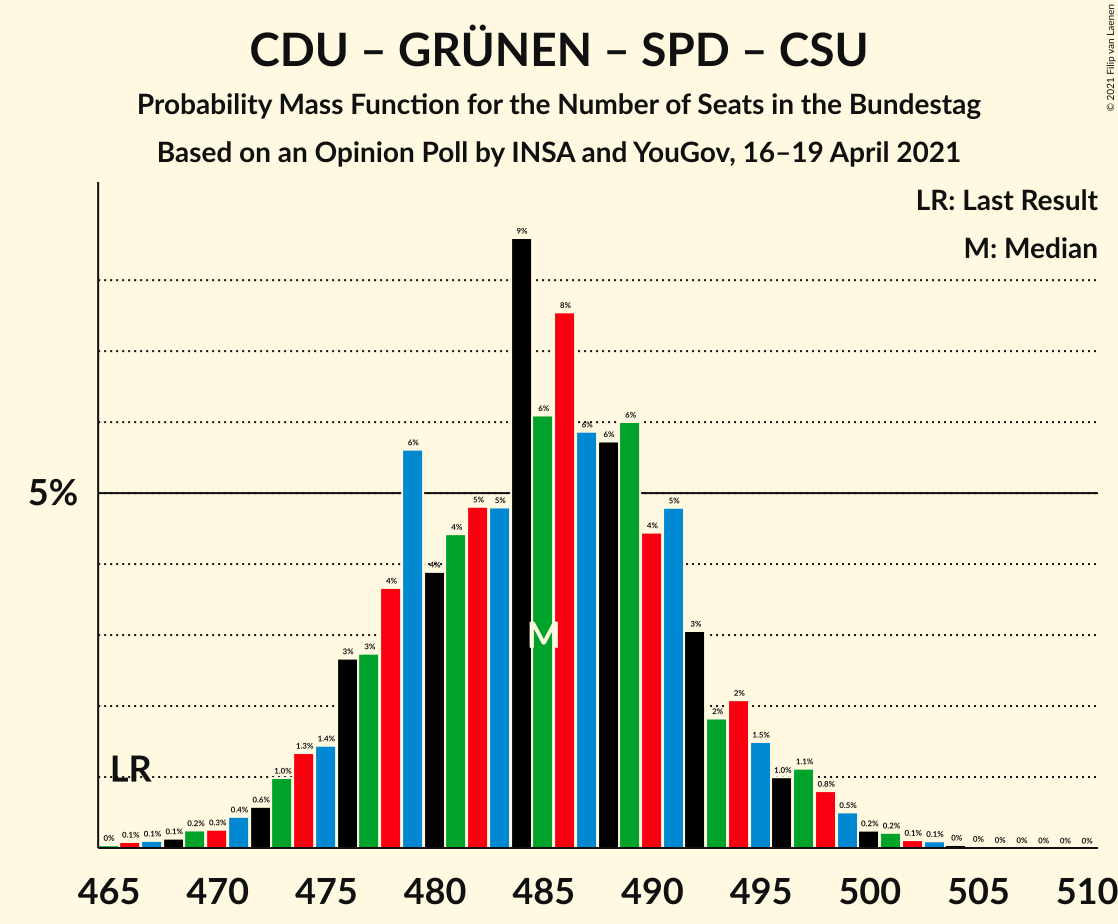 CDU – GRÜNEN – SPD – CSU
Probability Mass Function for the Number of Seats in the Bundestag
Based on an Opinion Poll by INSA and YouGov, 16–19 April 2021
© 2021 Filip van Laenen
LR: Last Result
M: Median
5%
LR
M
0% 0.1% 0.1% 0.1% 0.2% 0.3% 0.4% 0.6% 1.0% 1.3% 1.4% 3% 3% 4% 6% 4% 4% 5% 5% 9% 6% 8% 6% 6% 6% 4% 5% 3% 2% 2% 1.5% 1.0% 1.1% 0.8% 0.5% 0.2% 0.2% 0.1% 0.1% 0% 0% 0% 0% 0% 0% 0%
465 470 475 480 485 490 495 500 505 510